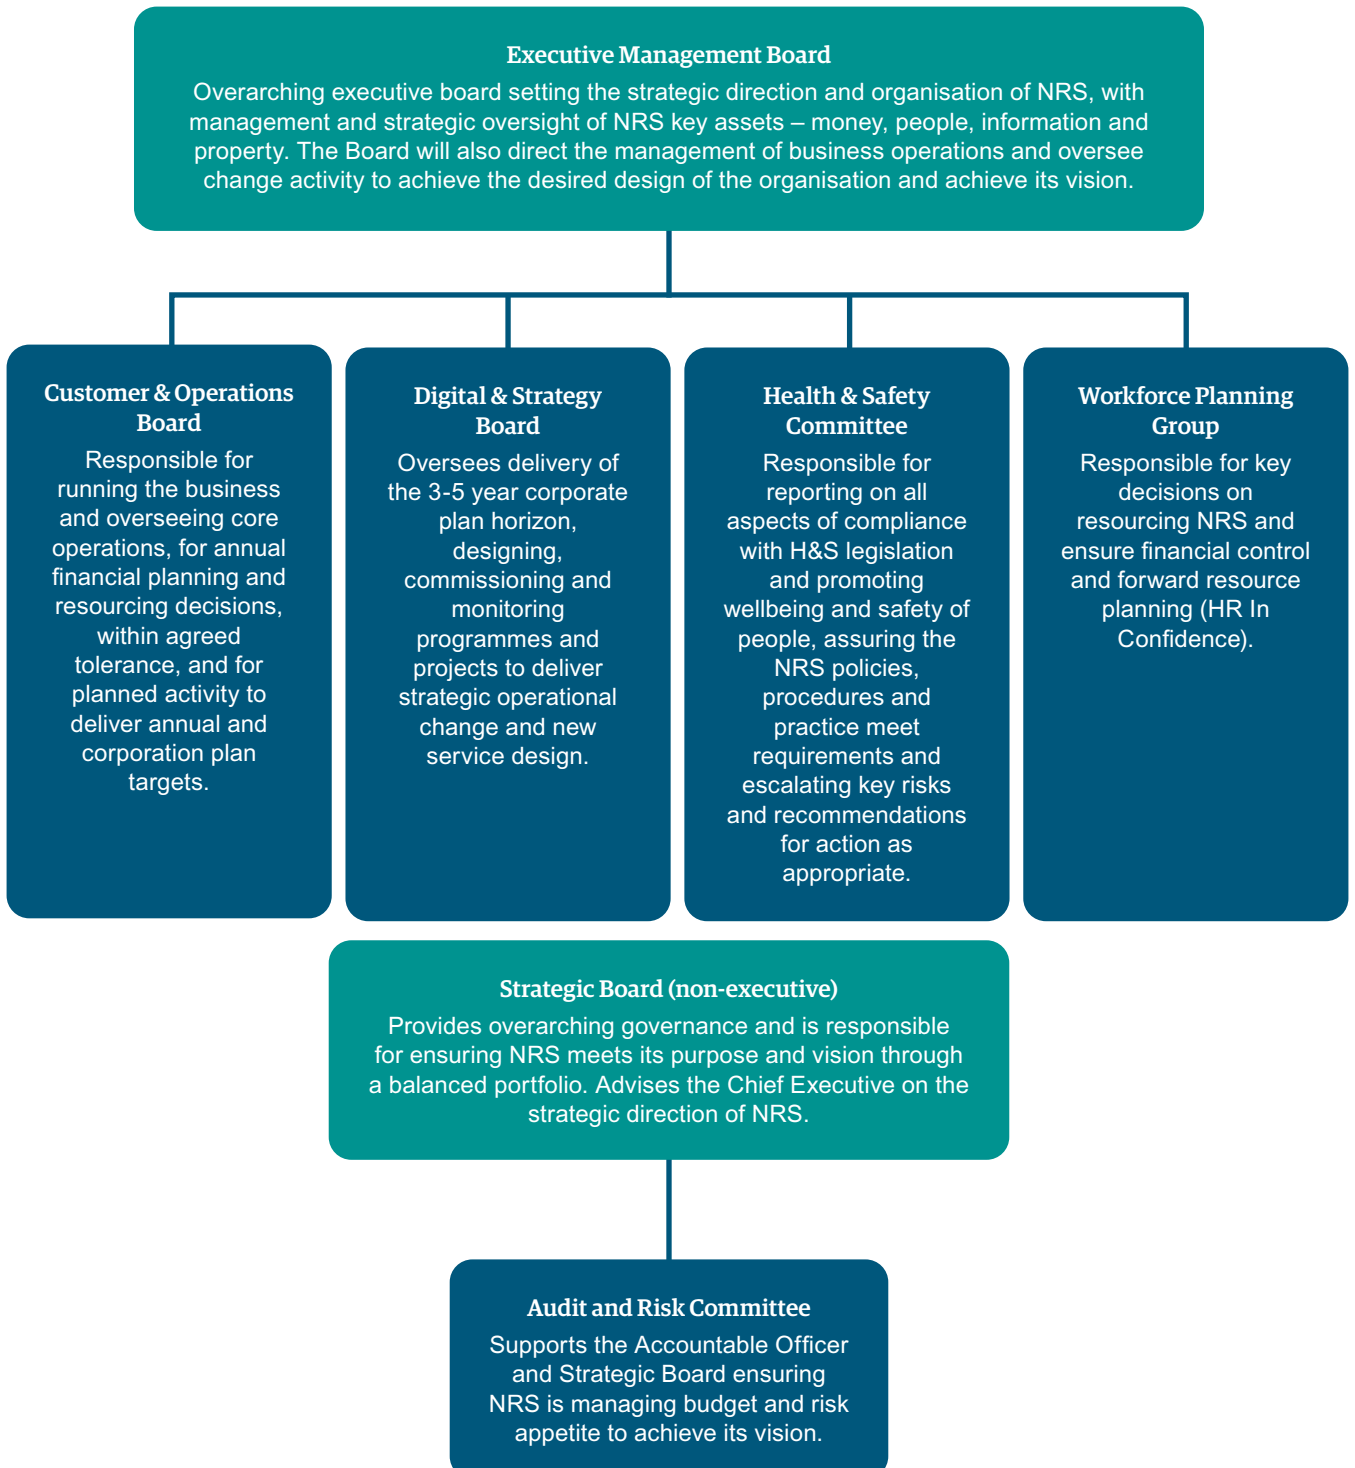 Executive Management Board
Overarching executive board setting the strategic direction and organisation of NRS, with
management and strategic oversight of NRS key assets – money, people, information and
property. The Board will also direct the management of business operations and oversee
change activity to achieve the desired design of the organisation and achieve its vision.
Customer & Operations
Board
Responsible for
running the business
and overseeing core
operations, for annual
financial planning and
resourcing decisions,
within agreed
tolerance, and for
planned activity to
deliver annual and
corporation plan
targets.
Digital & Strategy
Board
Oversees delivery of
the 3-5 year corporate
plan horizon,
designing,
commissioning and
monitoring
programmes and
projects to deliver
strategic operational
change and new
service design.
Health & Safety
Committee
Responsible for
reporting on all
aspects of compliance
with H&S legislation
and promoting
wellbeing and safety of
people, assuring the
NRS policies,
procedures and
practice meet
requirements and
escalating key risks
and recommendations
for action as
appropriate.
Workforce Planning
Group
Responsible for key
decisions on
resourcing NRS and
ensure financial control
and forward resource
planning (HR In
Confidence).
Strategic Board (non-executive)
Provides overarching governance and is responsible
for ensuring NRS meets its purpose and vision through
a balanced portfolio. Advises the Chief Executive on the
strategic direction of NRS.
Audit and Risk Committee
Supports the Accountable Officer
and Strategic Board ensuring
NRS is managing budget and risk
appetite to achieve its vision.